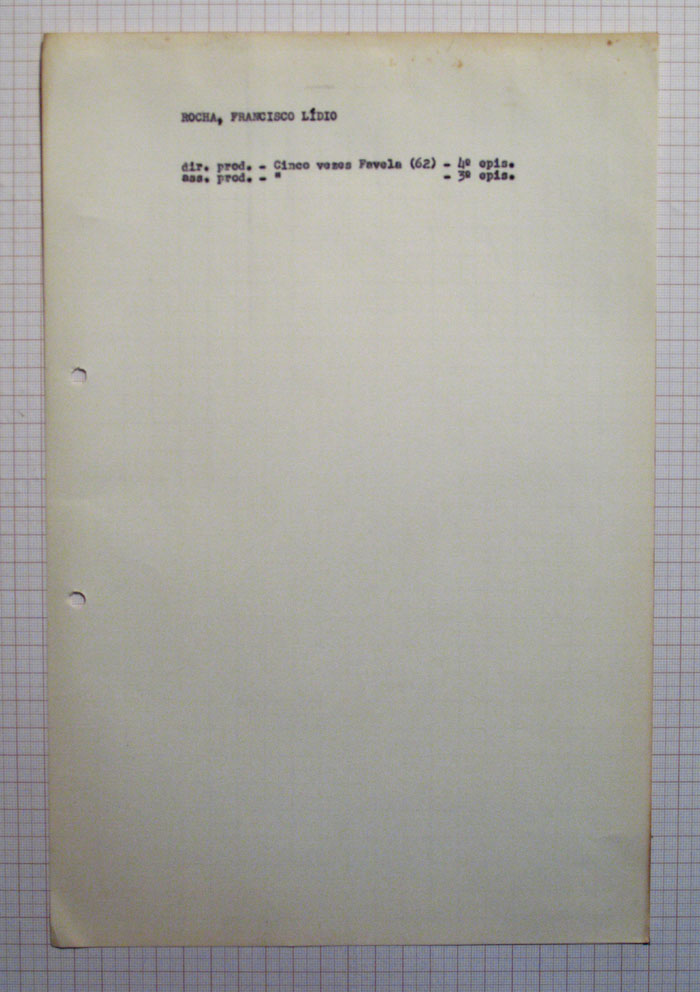 ROCHA, FRANCISCO LÍDIO
dir. prod. - Cinco vezes Favela (62) - 4º epis.
ass. prod. - " - 3º epis.